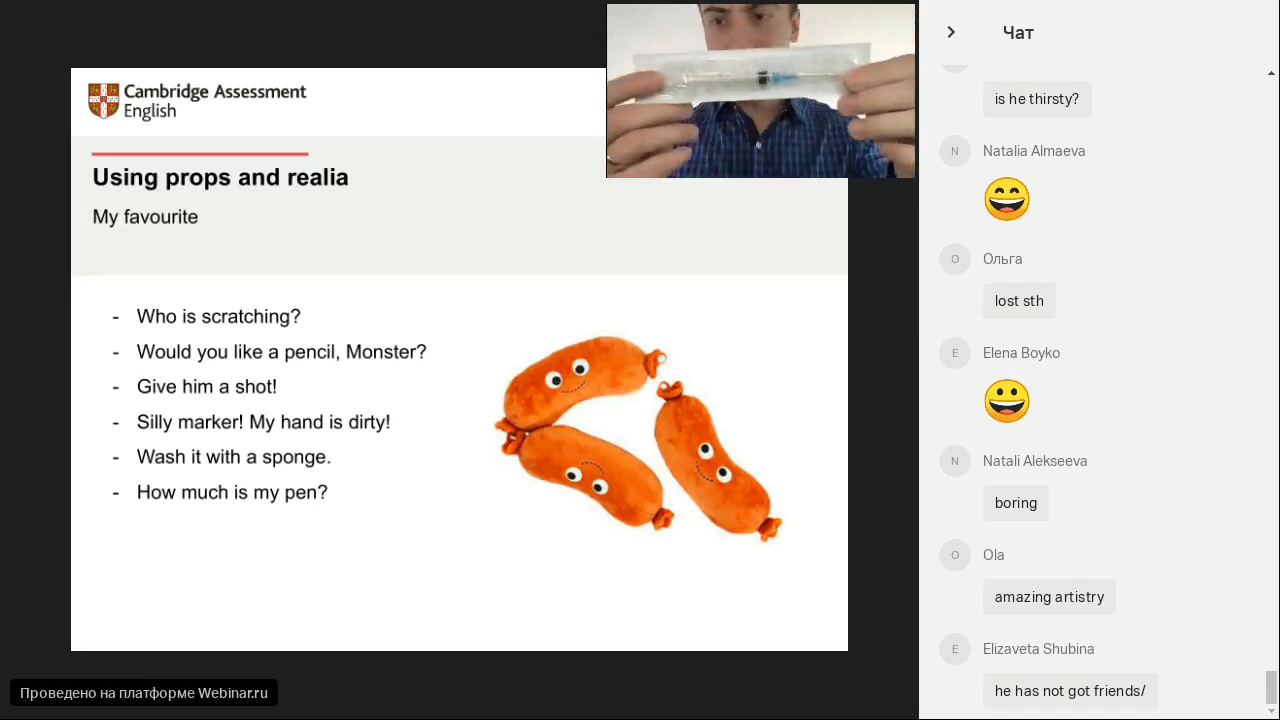 Cambridge Assessment
English
Using props and realia
My favourite
- Who is scratching?
- Would you like a pencil, Monster?
- Give him a shot!
- Silly marker! My hand is dirty!
- Wash it with a sponge.
- How much is my pen?
Проведено на платформе Webinar.ru
Чат
is he thirsty?
N
Natalia Almaeva
О
Ольга
lost sth
E
Elena Boyko
N
Natali Alekseeva
boring
O
Ola
amazing artistry
E
Elizaveta Shubina
he has not got friends/